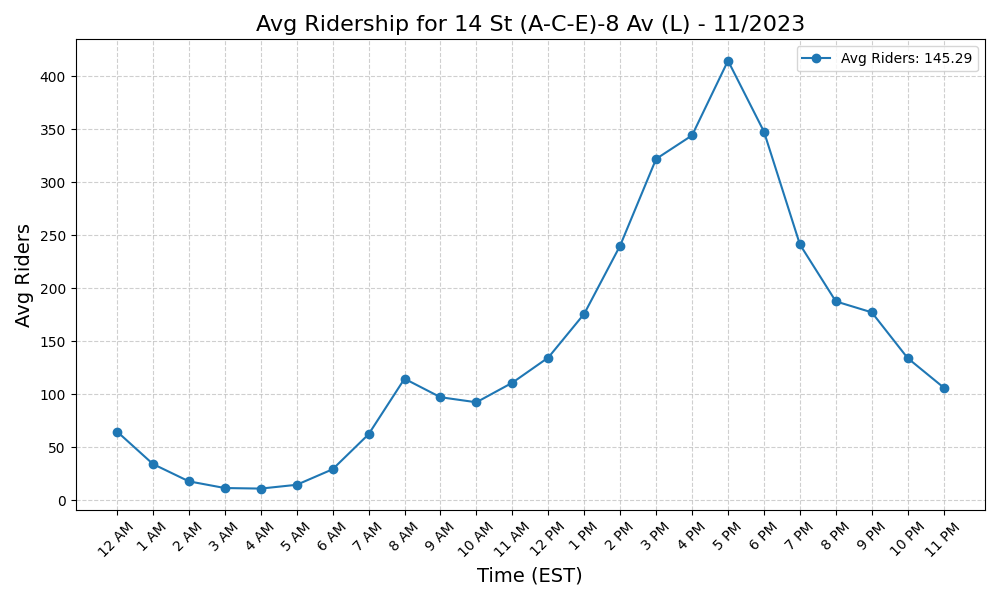 Avg Ridership for 14 St (A-C-E)-8 Av (L) - 11/2023
Avg Riders: 145.29
400
350
300
250
200
150
100
50
0
Avg Riders
12 AM
1 AM
2 AM
3 AM
4 AM
5 AM
6 AM
7 AM
8 AM
9 AM
10 AM
11 AM
12 PM
1 PM
2 PM
3 PM
4 PM
5 PM
6 PM
7 PM
8 PM
9 PM
10 PM
11 PM
Time (EST)